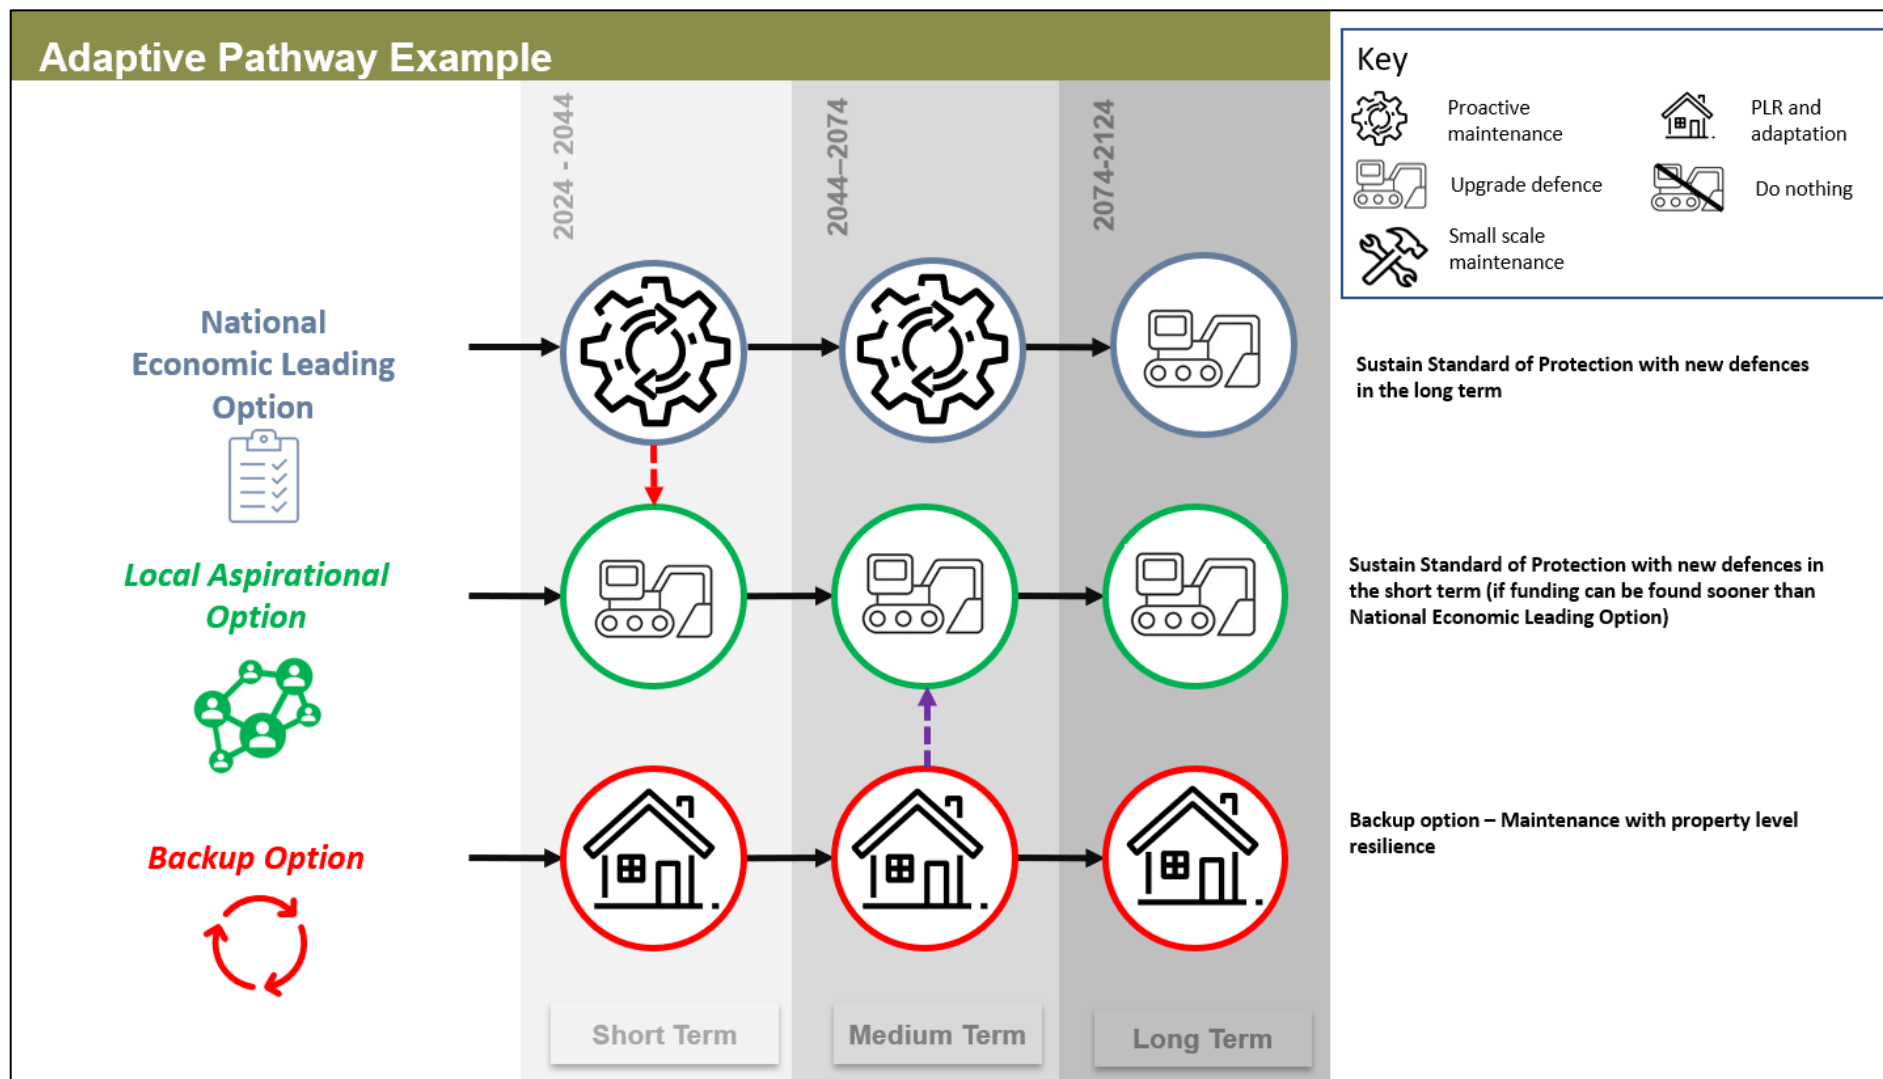 Adaptive Pathway Example
2024 - 2044
2044–2074
2074-2124
Key
Proactive
maintenance
PLR and
adaptation
Upgrade defence
Do nothing
Small scale
maintenance
National
Economic Leading
Option
Sustain Standard of Protection with new defences
in the long term
Local Aspirational
Option
Sustain Standard of Protection with new defences in
the short term (if funding can be found sooner than
National Economic Leading Option)
Backup Option
Backup option – Maintenance with property level
resilience
Short Term
Medium Term
Long Term